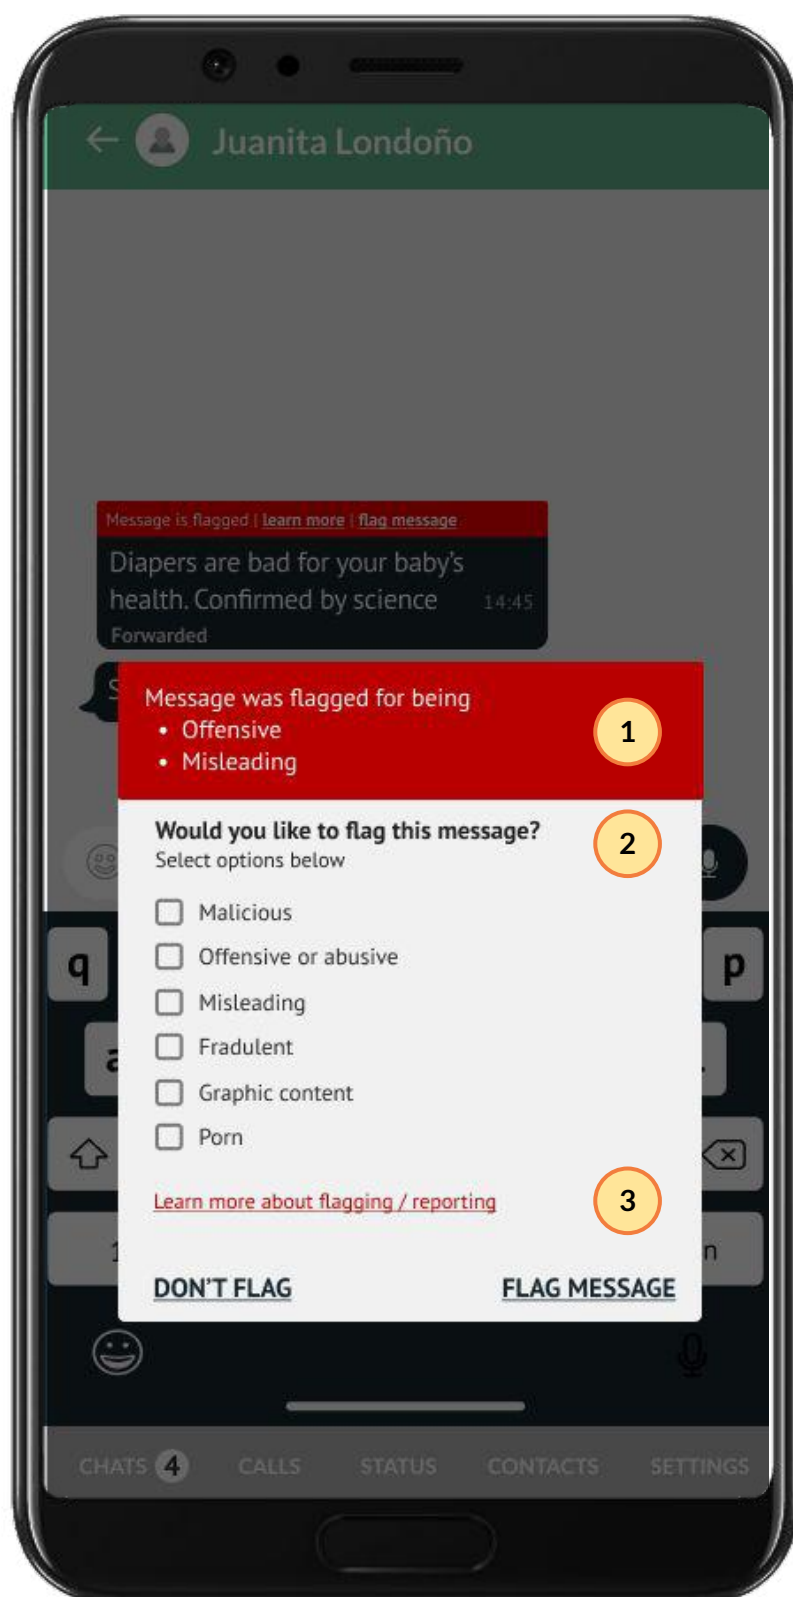 Juanita Londoño
Message is flagged | learn more | flag message
Diapers are bad for your baby's
health. Confirmed by science 14:45
Forwarded
S
Message was flagged for being
• Offensive
• Misleading
1
Would you like to flag this message?
2
Select options below
Malicious
Offensive or abusive
Misleading
Fradulent
Graphic content
Porn
Learn more about flagging / reporting
3
DON'T FLAG FLAG MESSAGE
q p
a
1 n
CHATS 4 CALLS STATUS CONTACTS SETTINGS